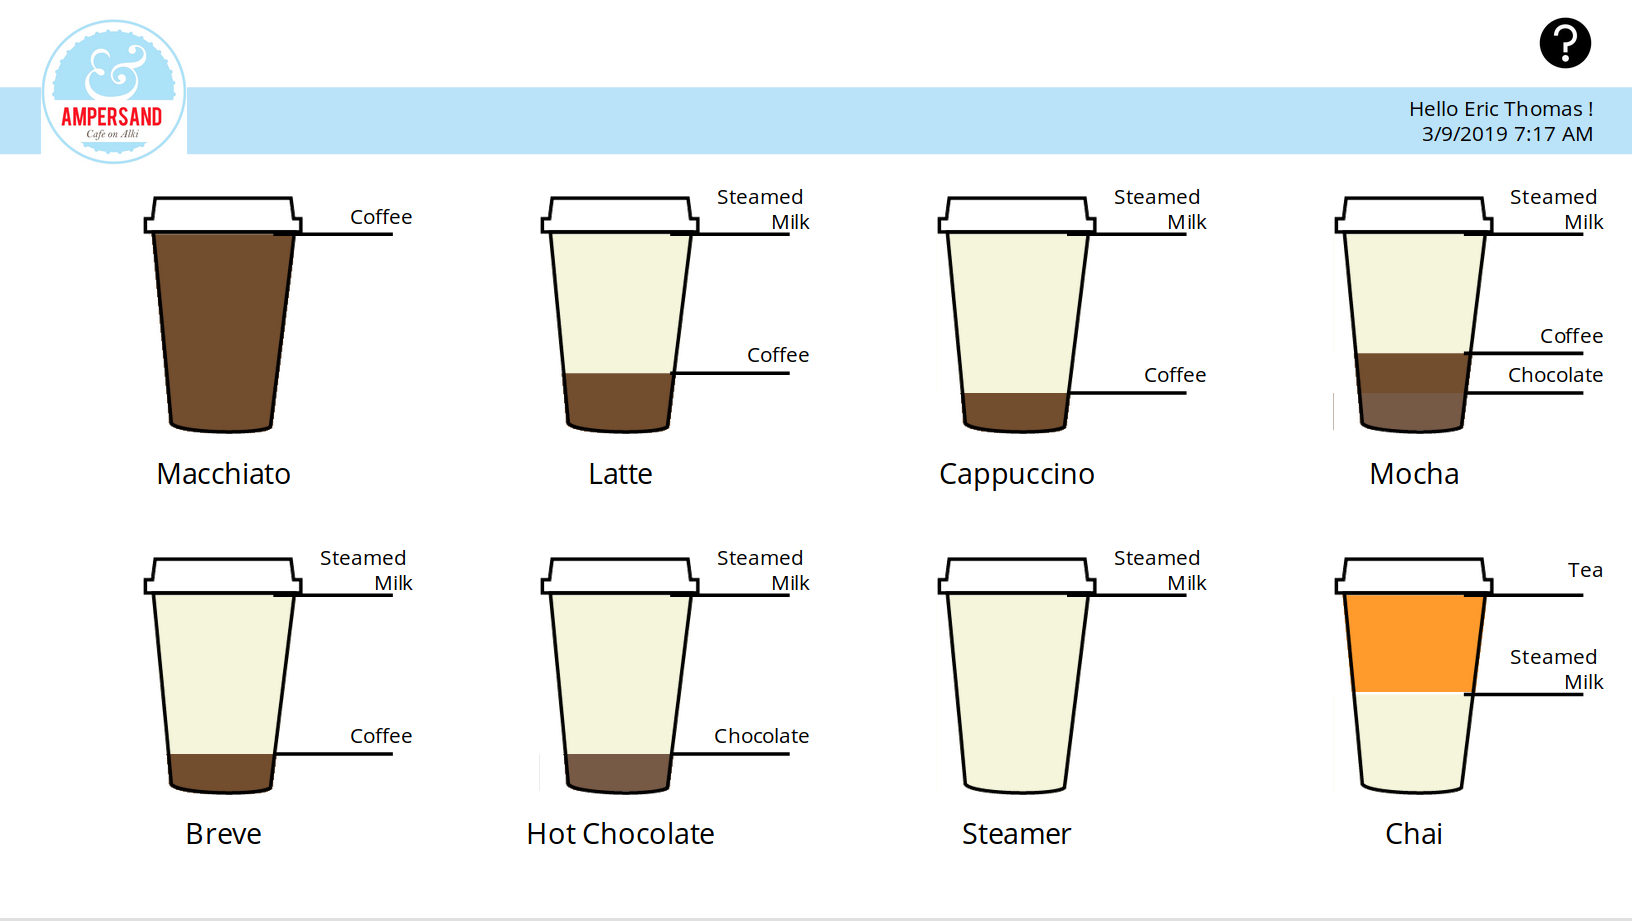 &
AMPERSAND
Cafe on Alki
?
Hello Eric Thomas !
3/9/2019 7:17 AM
Coffee
Macchiato
Steamed
Milk
Coffee
Latte
Steamed
Milk
Coffee
Cappuccino
Steamed
Milk
Coffee
Chocolate
Mocha
Steamed
Milk
Coffee
Breve
Steamed
Milk
Chocolate
Hot Chocolate
Steamed
Milk
Steamer
Tea
Steamed
Milk
Chai